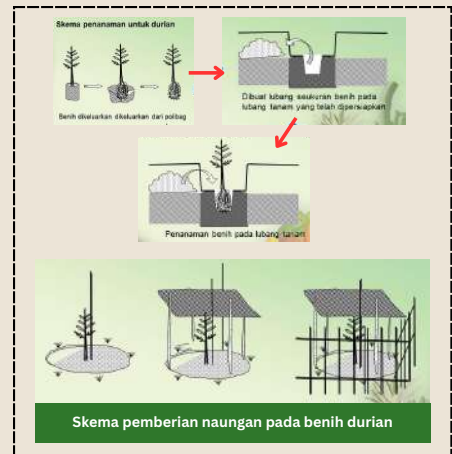 Skema penanaman untuk durian
Benih dikeluarkan dikeluarkan dari polibag
Dibuat lubang seukuran benih pada
lubang tanam yang telah dipersiapkan
Penanaman benih pada lubang tanam
Skema pemberian naungan pada benih durian